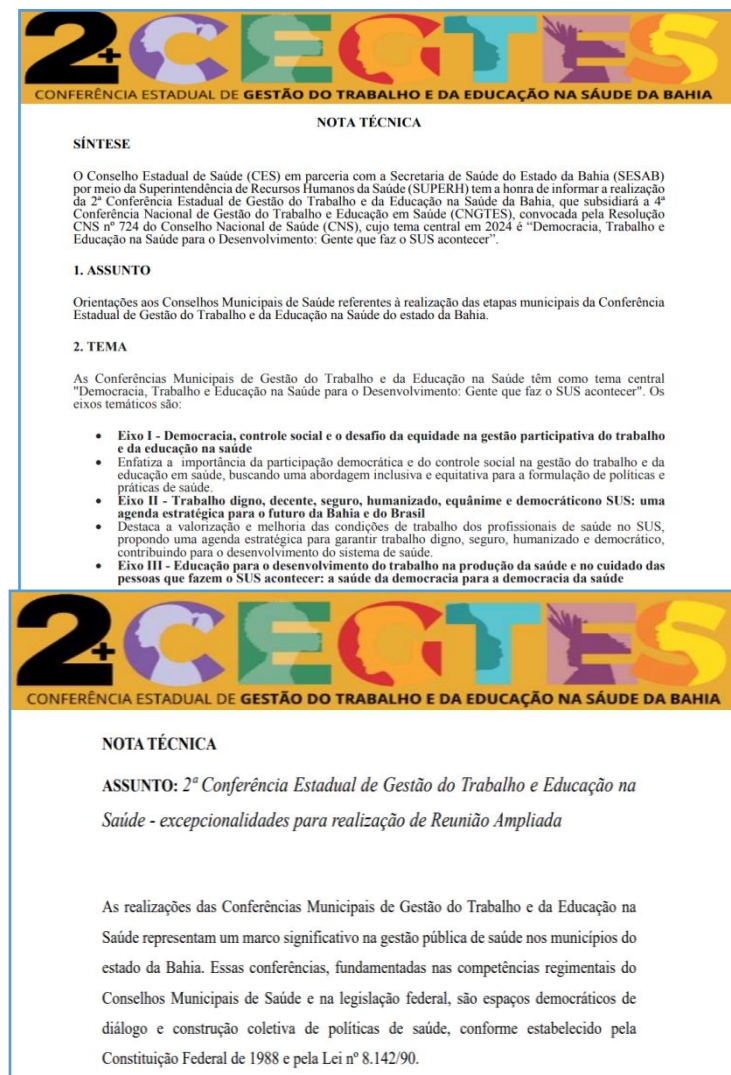 2ª CEGTES
CONFERÊNCIA ESTADUAL DE GESTÃO DO TRABALHO E DA EDUCAÇÃO NA SÁUDE DA BAHIA
NOTA TÉCNICA
SÍNTESE
O Conselho Estadual de Saúde (CES) em parceria com a Secretaria de Saúde do Estado da Bahia (SESAB)
por meio da Superintendência de Recursos Humanos da Saúde (SUPERH) tem a honra de informar a realização
da 2ª Conferência Estadual de Gestão do Trabalho e da Educação na Saúde da Bahia, que subsidiará a 4ª
Conferência Nacional de Gestão do Trabalho e Educação em Saúde (CNGTES), convocada pela Resolução
CNS nº 724 do Conselho Nacional de Saúde (CNS), cujo tema central em 2024 é “Democracia, Trabalho e
Educação na Saúde para o Desenvolvimento: Gente que faz o SUS acontecer”.
1. ASSUNTO
Orientações aos Conselhos Municipais de Saúde referentes à realização das etapas municipais da Conferência
Estadual de Gestão do Trabalho e da Educação na Saúde do estado da Bahia.
2. TEMA
As Conferências Municipais de Gestão do Trabalho e da Educação na Saúde têm como tema central
"Democracia, Trabalho e Educação na Saúde para o Desenvolvimento: Gente que faz o SUS acontecer". Os
eixos temáticos são:
• Eixo I - Democracia, controle social e o desafio da equidade na gestão participativa do trabalho
e da educação na saúde
• Enfatiza a importância da participação democrática e do controle social na gestão do trabalho e da
educação em saúde, buscando uma abordagem inclusiva e equitativa para a formulação de políticas e
práticas de saúde.
• Eixo II - Trabalho digno, decente, seguro, humanizado, equânime e democráticono SUS: uma
agenda estratégica para o futuro da Bahia e do Brasil
• Destaca a valorização e melhoria das condições de trabalho dos profissionais de saúde no SUS,
propondo uma agenda estratégica para garantir trabalho digno, seguro, humanizado e democrático,
contribuindo para o desenvolvimento do sistema de saúde.
• Eixo III - Educação para o desenvolvimento do trabalho na produção da saúde e no cuidado das
pessoas que fazem o SUS acontecer: a saúde da democracia para a democracia da saúde
2ª CEGTES
CONFERÊNCIA ESTADUAL DE GESTÃO DO TRABALHO E DA EDUCAÇÃO NA SÁUDE DA BAHIA
NOTA TÉCNICA
ASSUNTO: 2ª Conferência Estadual de Gestão do Trabalho e Educação na
Saúde - excepcionalidades para realização de Reunião Ampliada
As realizações das Conferências Municipais de Gestão do Trabalho e da Educação na
Saúde representam um marco significativo na gestão pública de saúde nos municípios do
estado da Bahia. Essas conferências, fundamentadas nas competências regimentais do
Conselhos Municipais de Saúde e na legislação federal, são espaços democráticos de
diálogo e construção coletiva de políticas de saúde, conforme estabelecido pela
Constituição Federal de 1988 e pela Lei nº 8.142/90.